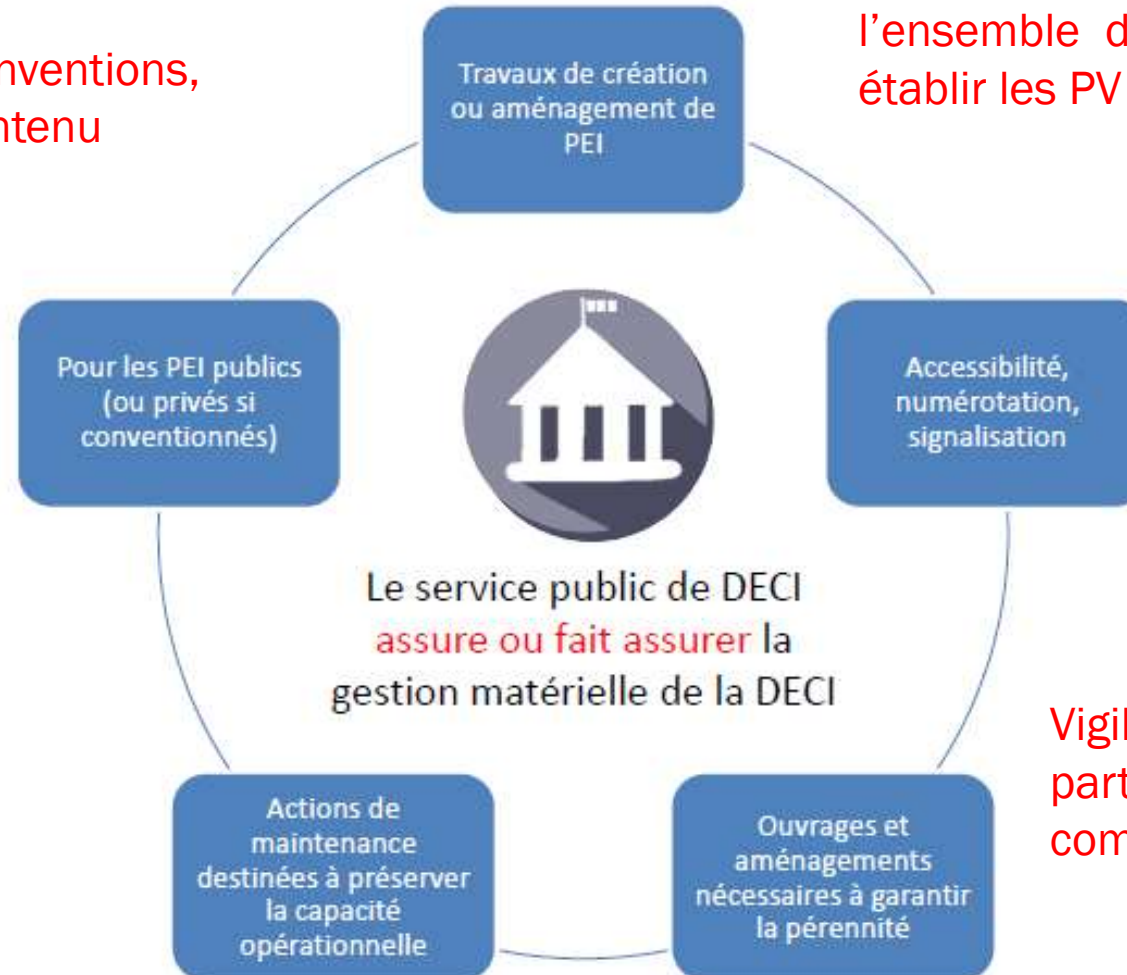 nventions,
ntenu
l’ensemble d
établir les PV
Travaux de création
ou aménagement de
PEI
Pour les PEI publics
(ou privés si
conventionnés)
Accessibilité,
numérotation,
signalisation
Le service public de DECI
assure ou fait assurer la
gestion matérielle de la DECI
Vigil
part
com
Actions de
maintenance
destinées à préserver
la capacité
opérationnelle
Ouvrages et
aménagements
nécessaires à garantir
la pérennité